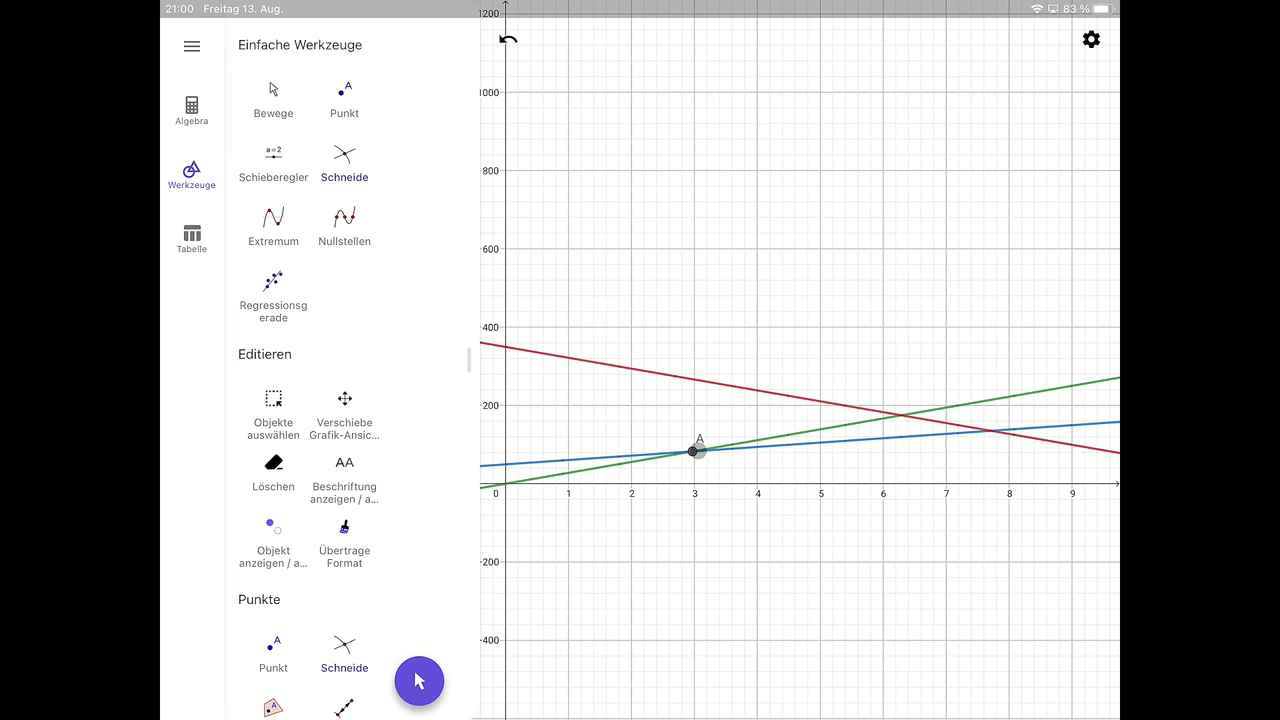 21:00 Freitag 13. Aug.
83 %
Algebra
Werkzeuge
Tabelle
Einfache Werkzeuge
Bewege
A
Punkt
a=2
Schieberegler
Schneide
Extremum
Nullstellen
Regressionsg
erade
Editieren
Objekte
auswählen
Verschiebe
Grafik-Ansic...
Löschen
AA
Beschriftung
anzeigen / a...
Objekt
anzeigen / a...
Übertrage
Format
Punkte
A
Punkt
Schneide
A
1200
1000
800
600
400
200
0
-200
-400
1 2 3 4 5 6 7 8 9
A